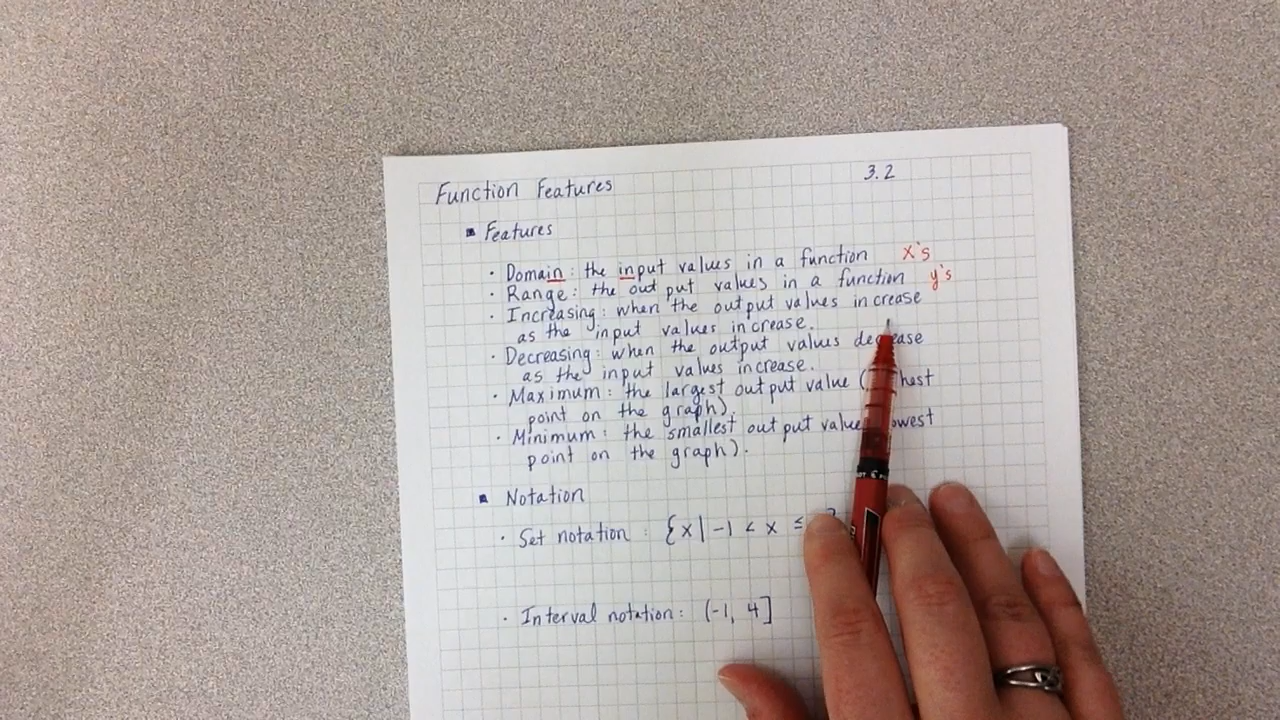 Function Features 3.2
▪ Features
· Domain: the input values in a function x's
· Range: the output values in a function y's
· Increasing: when the output values increase
as the input values increase.
· Decreasing: when the output values decrease
as the input values increase.
· Maximum: the largest output value (
point on the graph).
· Minimum: the smallest output value
point on the graph).
▪ Notation
· Set notation: {x| -1 < x ≤
· Interval notation: (-1, 4]